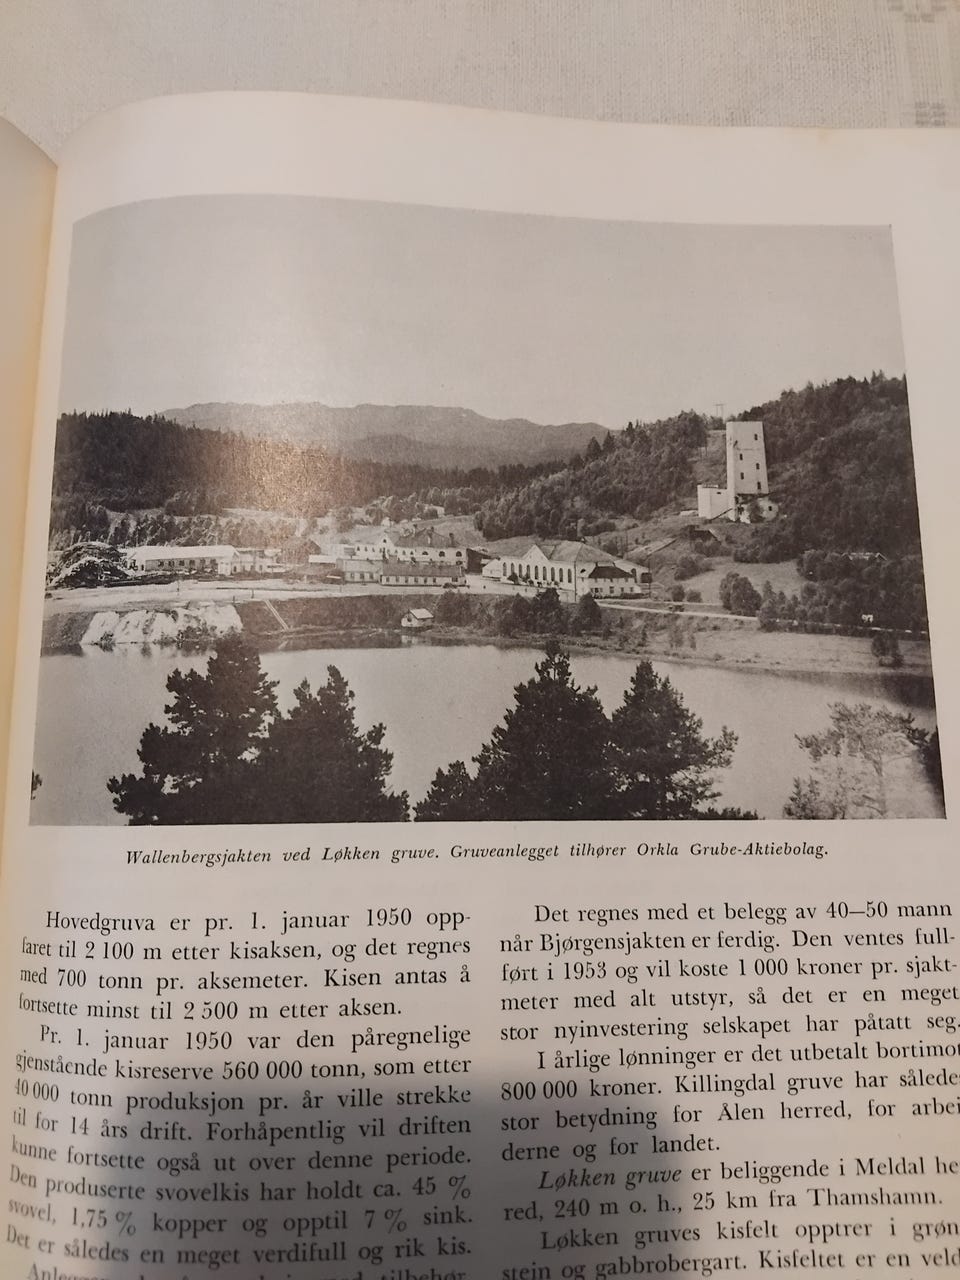 Wallenbergsjakten ved Løkken gruve. Gruveanlegget tilhører Orkla Grube-Aktiebolag.
Hovedgruva er pr. 1. januar 1950 opp-
faret til 2 100 m etter kisaksen, og det regnes
med 700 tonn pr. aksemeter. Kisen antas å
fortsette minst til 2 500 m etter aksen.
Pr. 1. januar 1950 var den påregnelige
gjenstående kisreserve 560 000 tonn, som etter
40 000 tonn produksjon pr. år ville strekke
til for 14 års drift. Forhåpentlig vil driften
kunne fortsette også ut over denne periode.
Den produserte svovelkis har holdt ca. 45 %
svovel, 1,75 % kopper og opptil 7 % sink.
Det er således en meget verdifull og rik kis.
tilhør
Det regnes med et belegg av 40—50 mann
når Bjørgensjakten er ferdig. Den ventes full-
ført i 1953 og vil koste 1 000 kroner pr. sjakt-
meter med alt utstyr, så det er en meget
stor nyinvestering selskapet har påtatt seg.
I årlige lønninger er det utbetalt bortimot
800 000 kroner. Killingdal gruve har således
stor betydning for Ålen herred, for arbei
derne og for landet.
Løkken gruve er beliggende i Meldal he
red, 240 m o. h., 25 km fra Thamshamn.
Løkken gruves kisfelt opptrer i grøn
stein og gabbrobergart. Kisfeltet er en veld